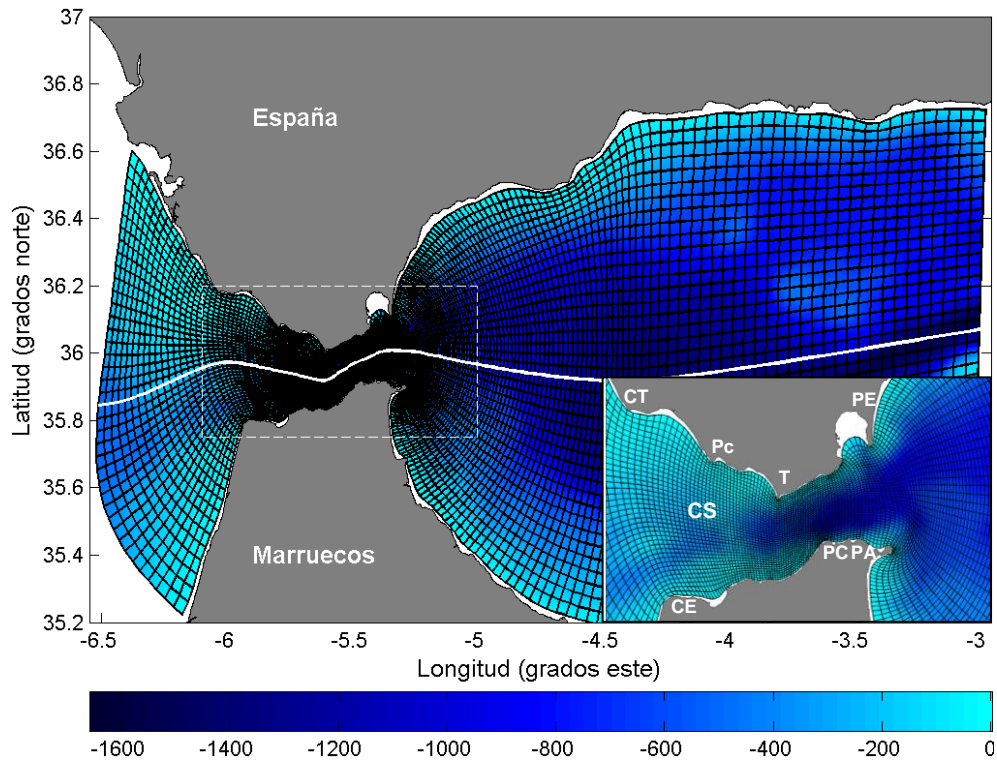 37
36.8
36.6
36.4
36.2
36
35.8
35.6
35.4
35.2
Latitud (grados norte)
España
Marruecos
CT
PE
Pc
T
CS
PC PA
CE
-6.5 -6 -5.5 -5 -4.5 -4 -3.5 -3
Longitud (grados este)
-1600 -1400 -1200 -1000 -800 -600 -400 -200 0